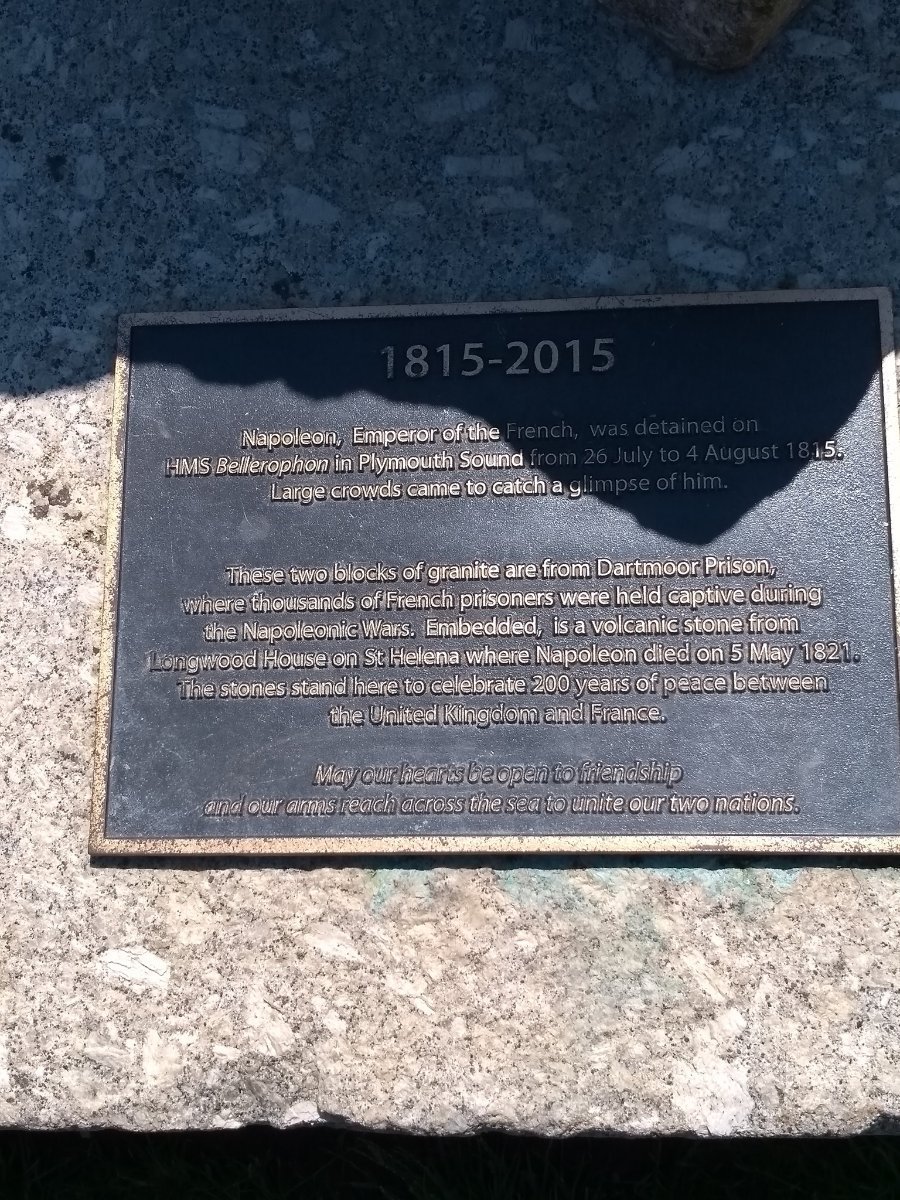 1815-2015
Napoleon, Emperor of the French, was detained on
HMS Bellerophon in Plymouth Sound from 26 July to 4 August 1815.
Large crowds came to catch a glimpse of him.
These two blocks of granite are from Dartmoor Prison,
where thousands of French prisoners were held captive during
the Napoleonic Wars. Embedded, is a volcanic stone from
Longwood House on St Helena where Napoleon died on 5 May 1821.
The stones stand here to celebrate 200 years of peace between
the United Kingdom and France.
May our hearts be open to friendship
and our arms reach across the sea to unite our two nations.